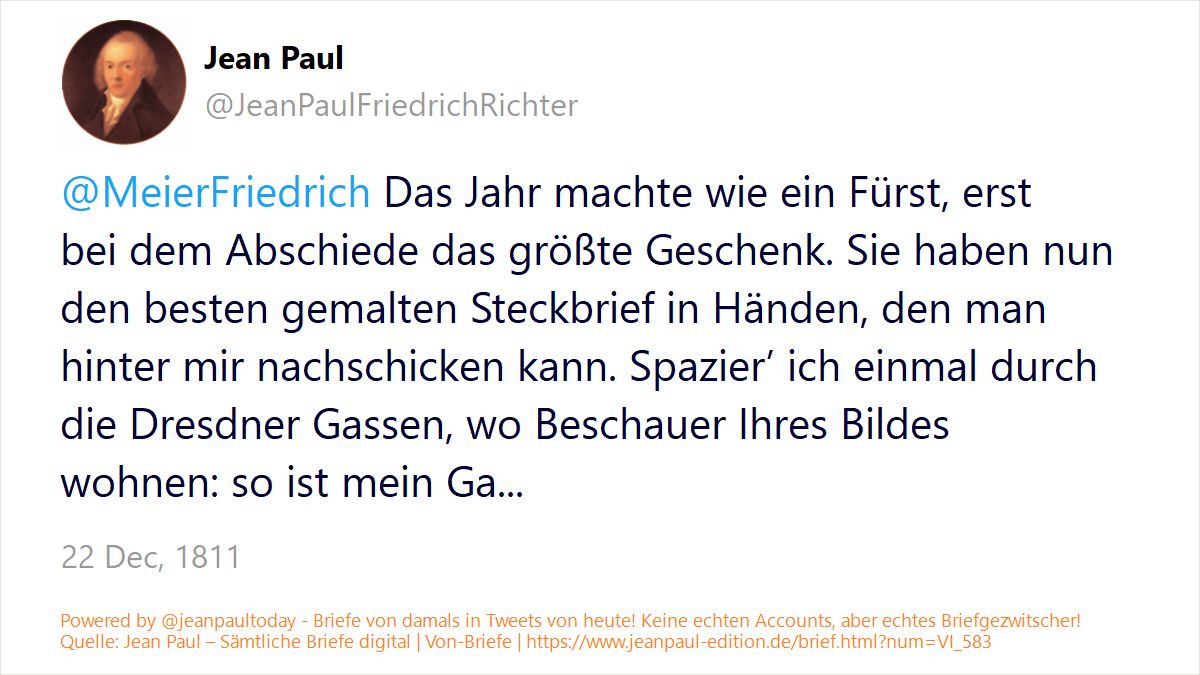 Jean Paul
@JeanPaulFriedrichRichter
@MeierFriedrich Das Jahr machte wie ein Fürst, erst
bei dem Abschiede das größte Geschenk. Sie haben nun
den besten gemalten Steckbrief in Händen, den man
hinter mir nachschicken kann. Spazier’ ich einmal durch
die Dresdner Gassen, wo Beschauer Ihres Bildes
wohnen: so ist mein Ga...
22 Dec, 1811
Powered by @jeanpaultoday - Briefe von damals in Tweets von heute! Keine echten Accounts, aber echtes Briefgezwitscher!
Quelle: Jean Paul – Sämtliche Briefe digital | Von-Briefe | https://www.jeanpaul-edition.de/brief.html?num=VI_583